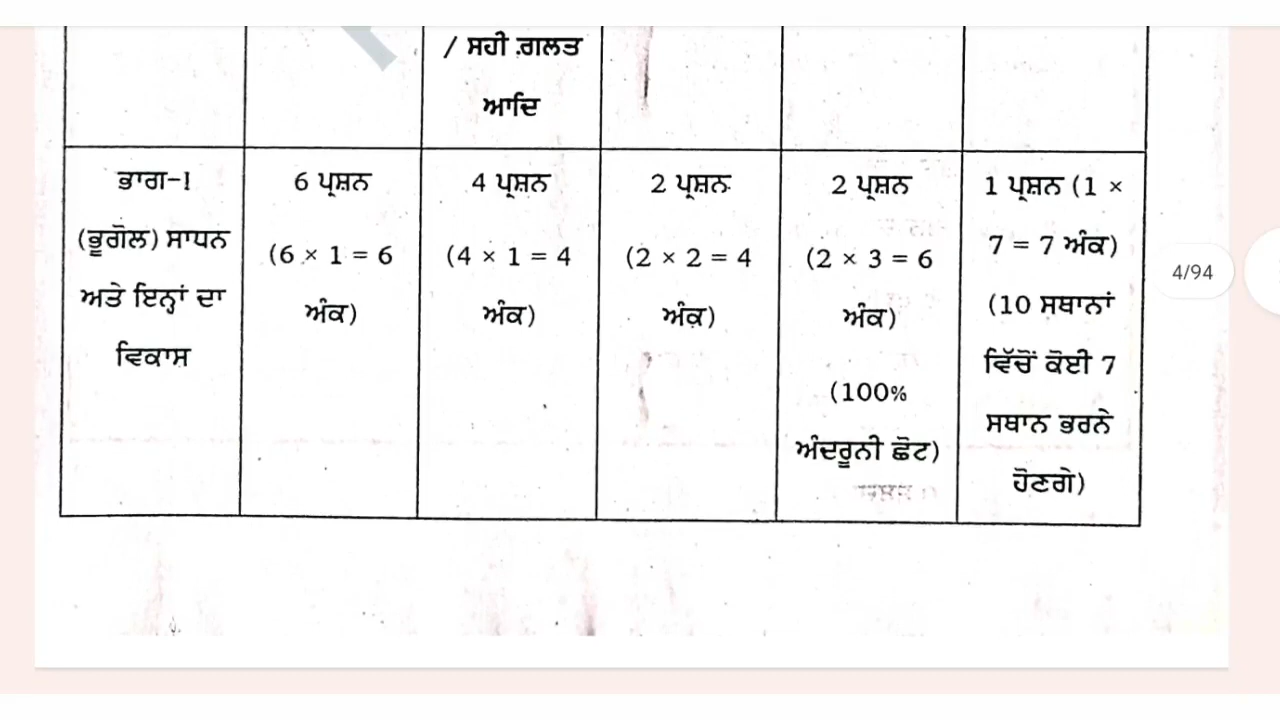 / ਸਹੀ ਗ਼ਲਤ
ਆਦਿ
ਭਾਗ-I
(ਭੂਗੋਲ) ਸਾਧਨ
ਅਤੇ ਇਨ੍ਹਾਂ ਦਾ
ਵਿਕਾਸ
6 ਪ੍ਰਸ਼ਨ
(6 × 1 = 6
ਅੰਕ)
4 ਪ੍ਰਸ਼ਨ
(4 × 1 = 4
ਅੰਕ)
2 ਪ੍ਰਸ਼ਨ
(2 × 2 = 4
ਅੰਕ)
2 ਪ੍ਰਸ਼ਨ
(2 × 3 = 6
ਅੰਕ)
(100%
ਅੰਦਰੂਨੀ ਛੋਟ)
1 ਪ੍ਰਸ਼ਨ (1 ×
7 = 7 ਅੰਕ)
(10 ਸਥਾਨਾਂ
ਵਿੱਚੋਂ ਕੋਈ 7
ਸਥਾਨ ਭਰਨੇ
ਹੋਣਗੇ)
4/94